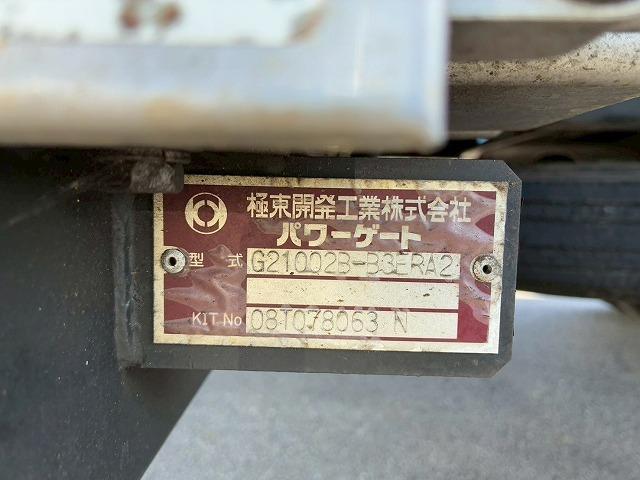 極東開発工業株式会社
パワーゲート
型式 G21002B-B3ERA2
KIT No 08T078063 N